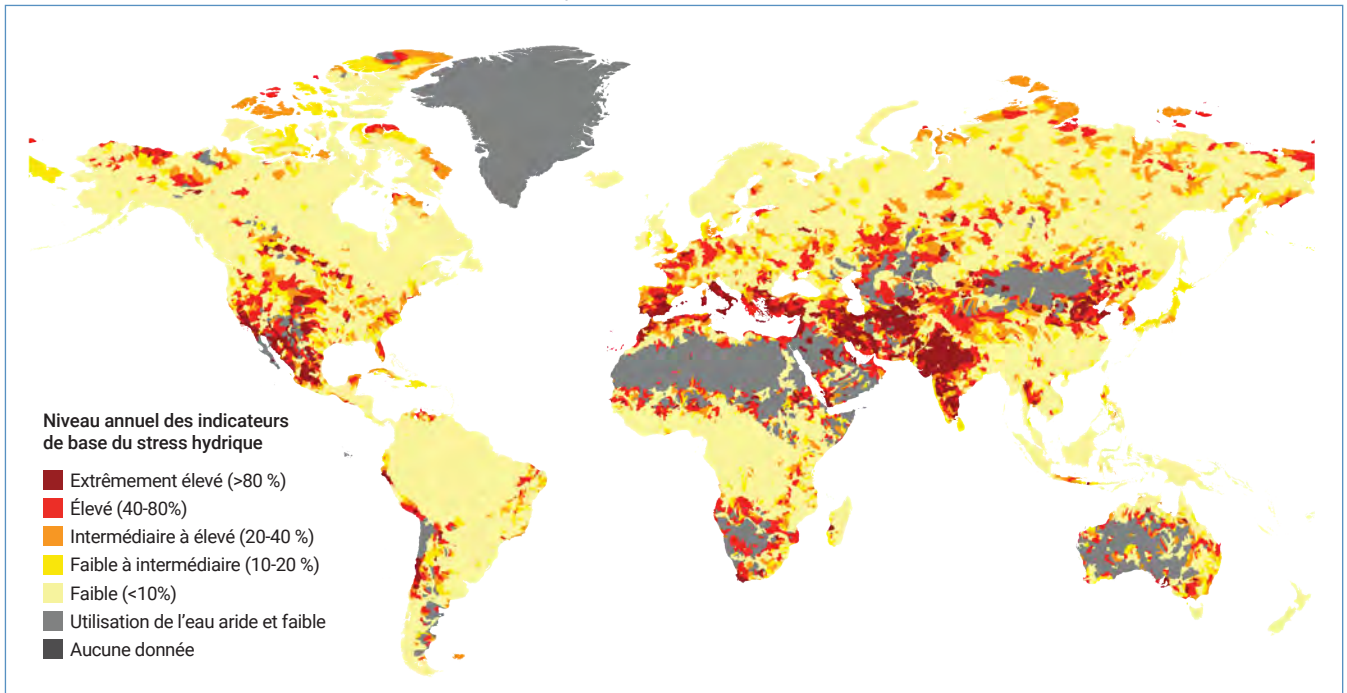 Niveau annuel des indicateurs
de base du stress hydrique
Extrêmement élevé (>80 %)
Élevé (40-80%)
Intermédiaire à élevé (20-40 %)
Faible à intermédiaire (10-20 %)
Faible (<10%)
Utilisation de l'eau aride et faible
Aucune donnée